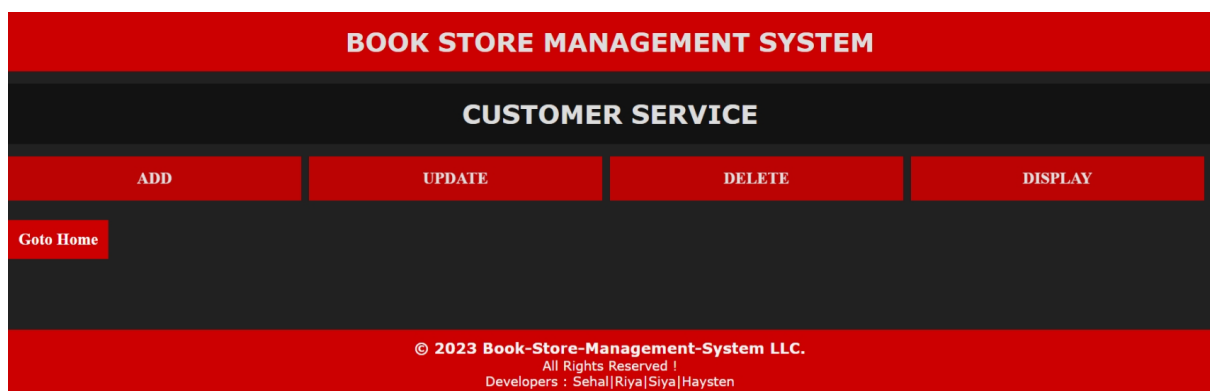 BOOK STORE MANAGEMENT SYSTEM
CUSTOMER SERVICE
ADD UPDATE DELETE DISPLAY
Goto Home
© 2023 Book-Store-Management-System LLC.
All Rights Reserved !
Developers : Sehal|Riya|Siya|Haysten